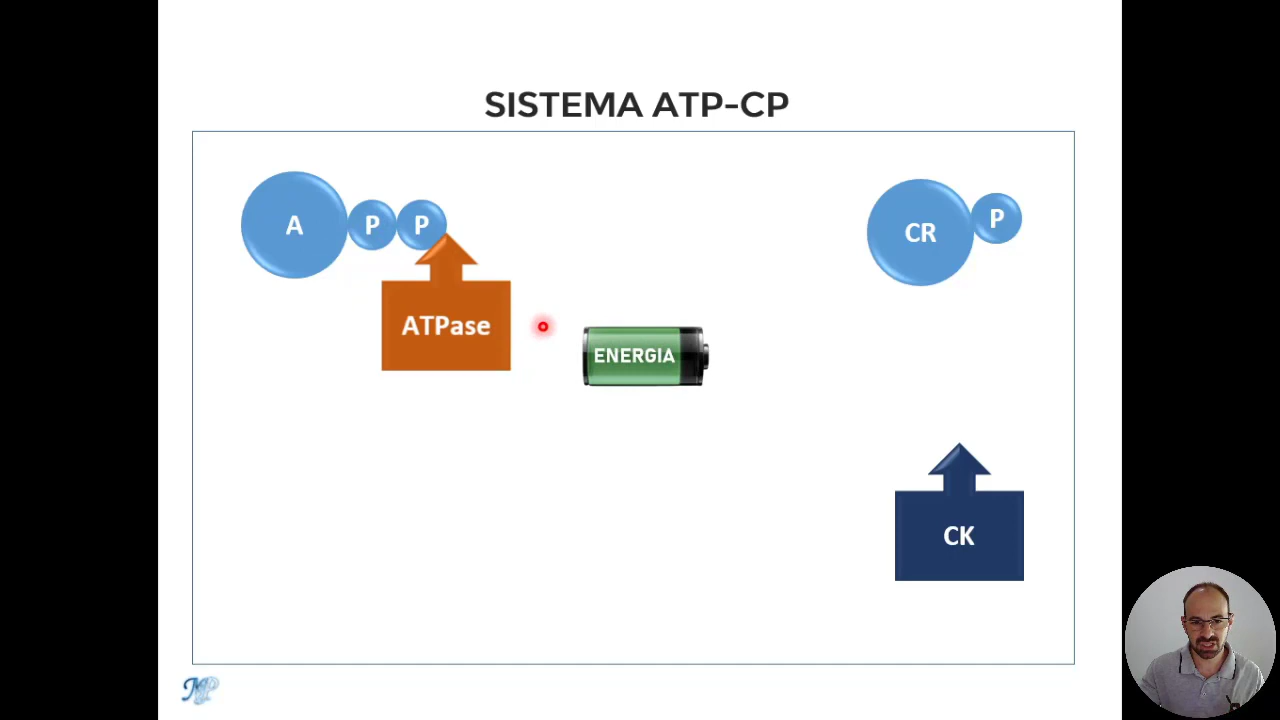 SISTEMA ATP-CP
A P P
CR P
ATPase
ENERGIA
CK